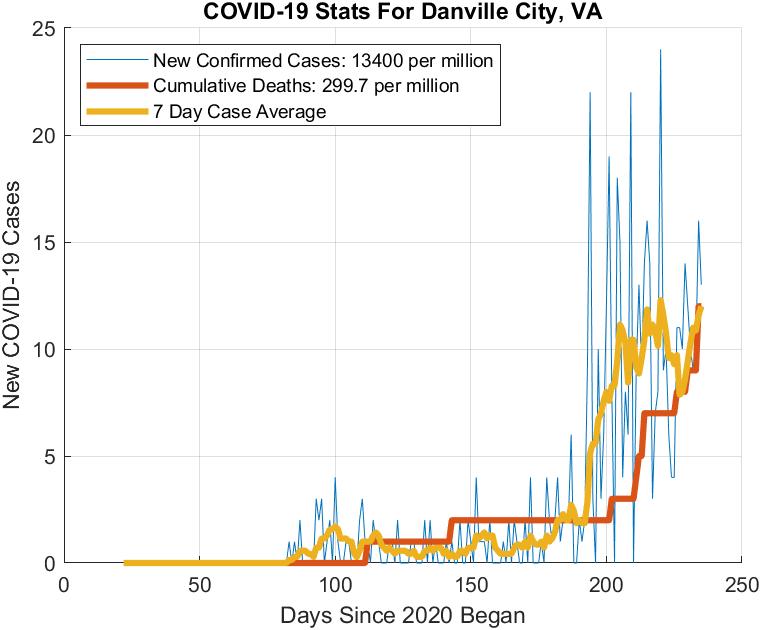 COVID-19 Stats For Danville City, VA
New Confirmed Cases: 13400 per million
Cumulative Deaths: 299.7 per million
7 Day Case Average
New COVID-19 Cases
25
20
15
10
5
0
0 50 100 150 200 250
Days Since 2020 Began